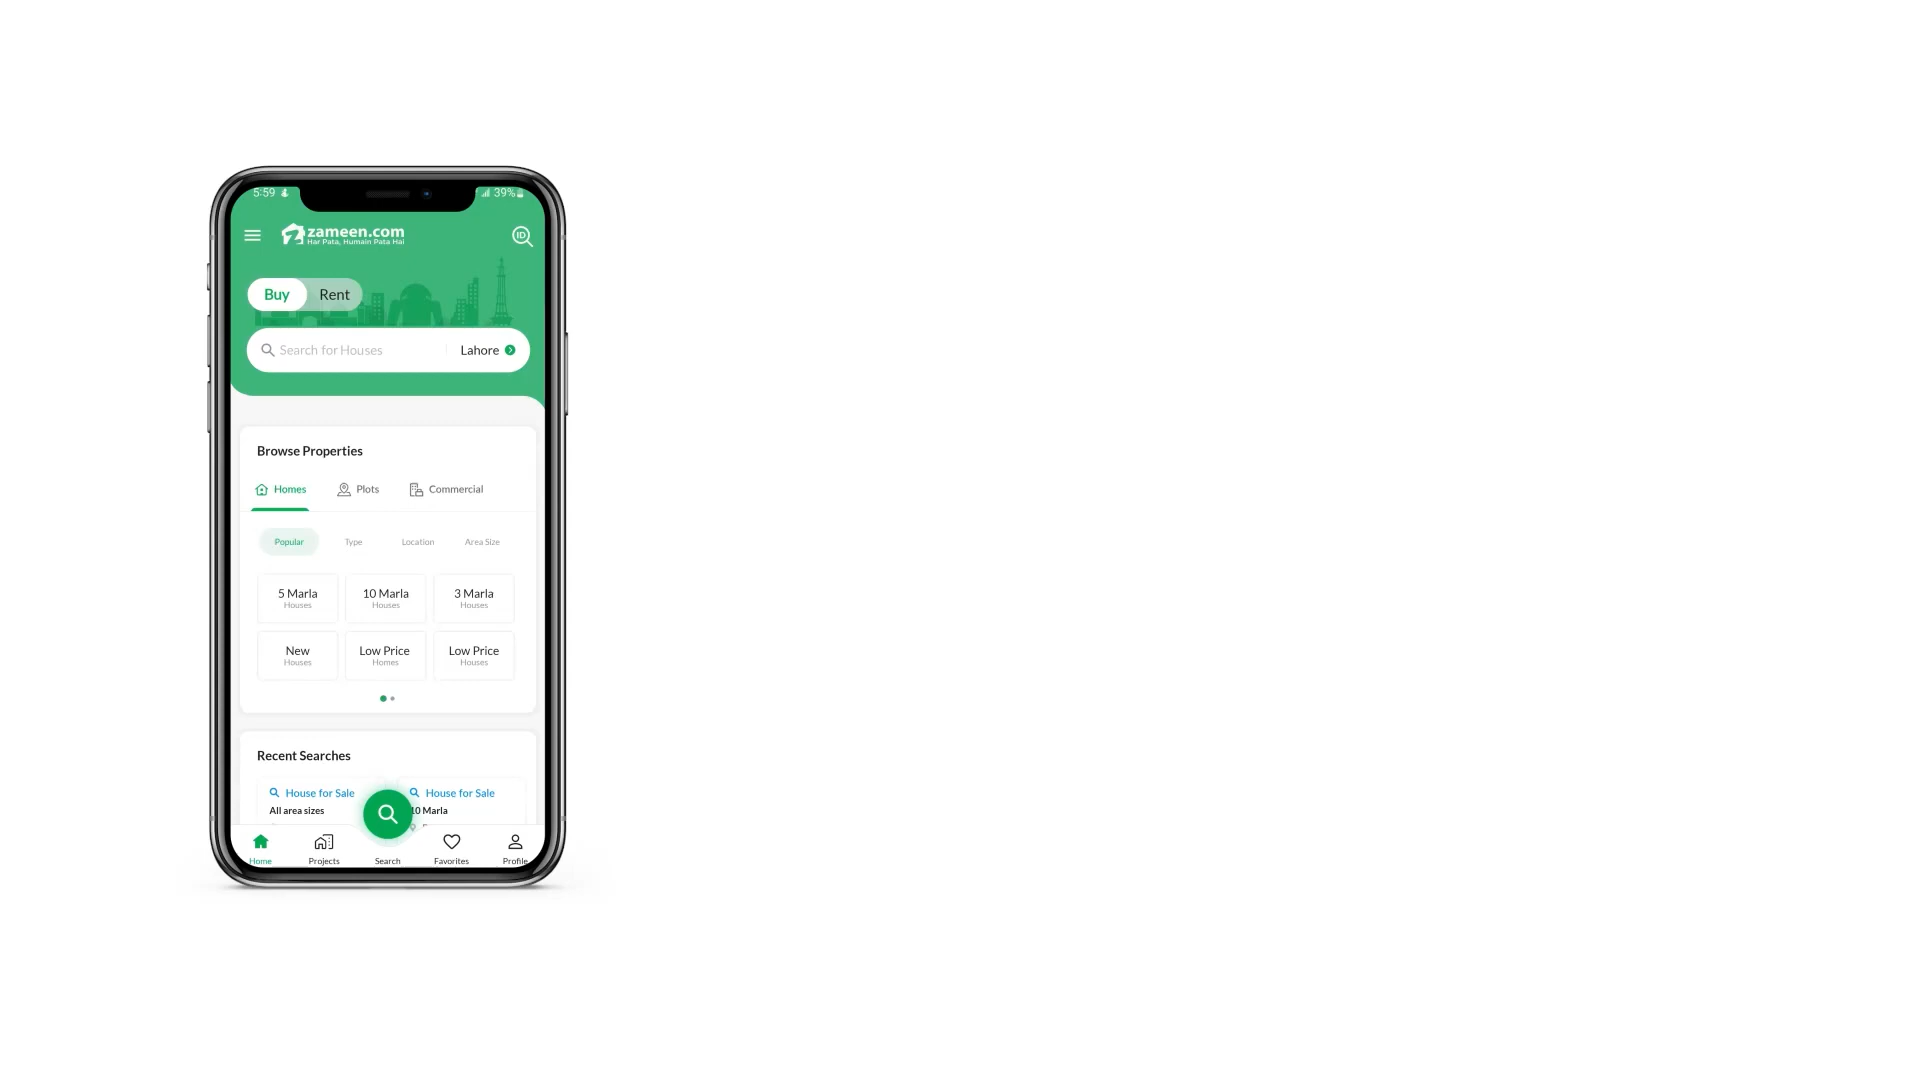 5:59 39%
zameen.com
Har Pata, Humain Pata Hai
ID
Buy Rent
Search for Houses Lahore
Browse Properties
Homes Plots Commercial
Popular Type Location Area Size
5 Marla 10 Marla 3 Marla
Houses Houses Houses
New Low Price Low Price
Houses Homes Houses
Recent Searches
House for Sale House for Sale
All area sizes 10 Marla
Home Projects Search Favorites Profile